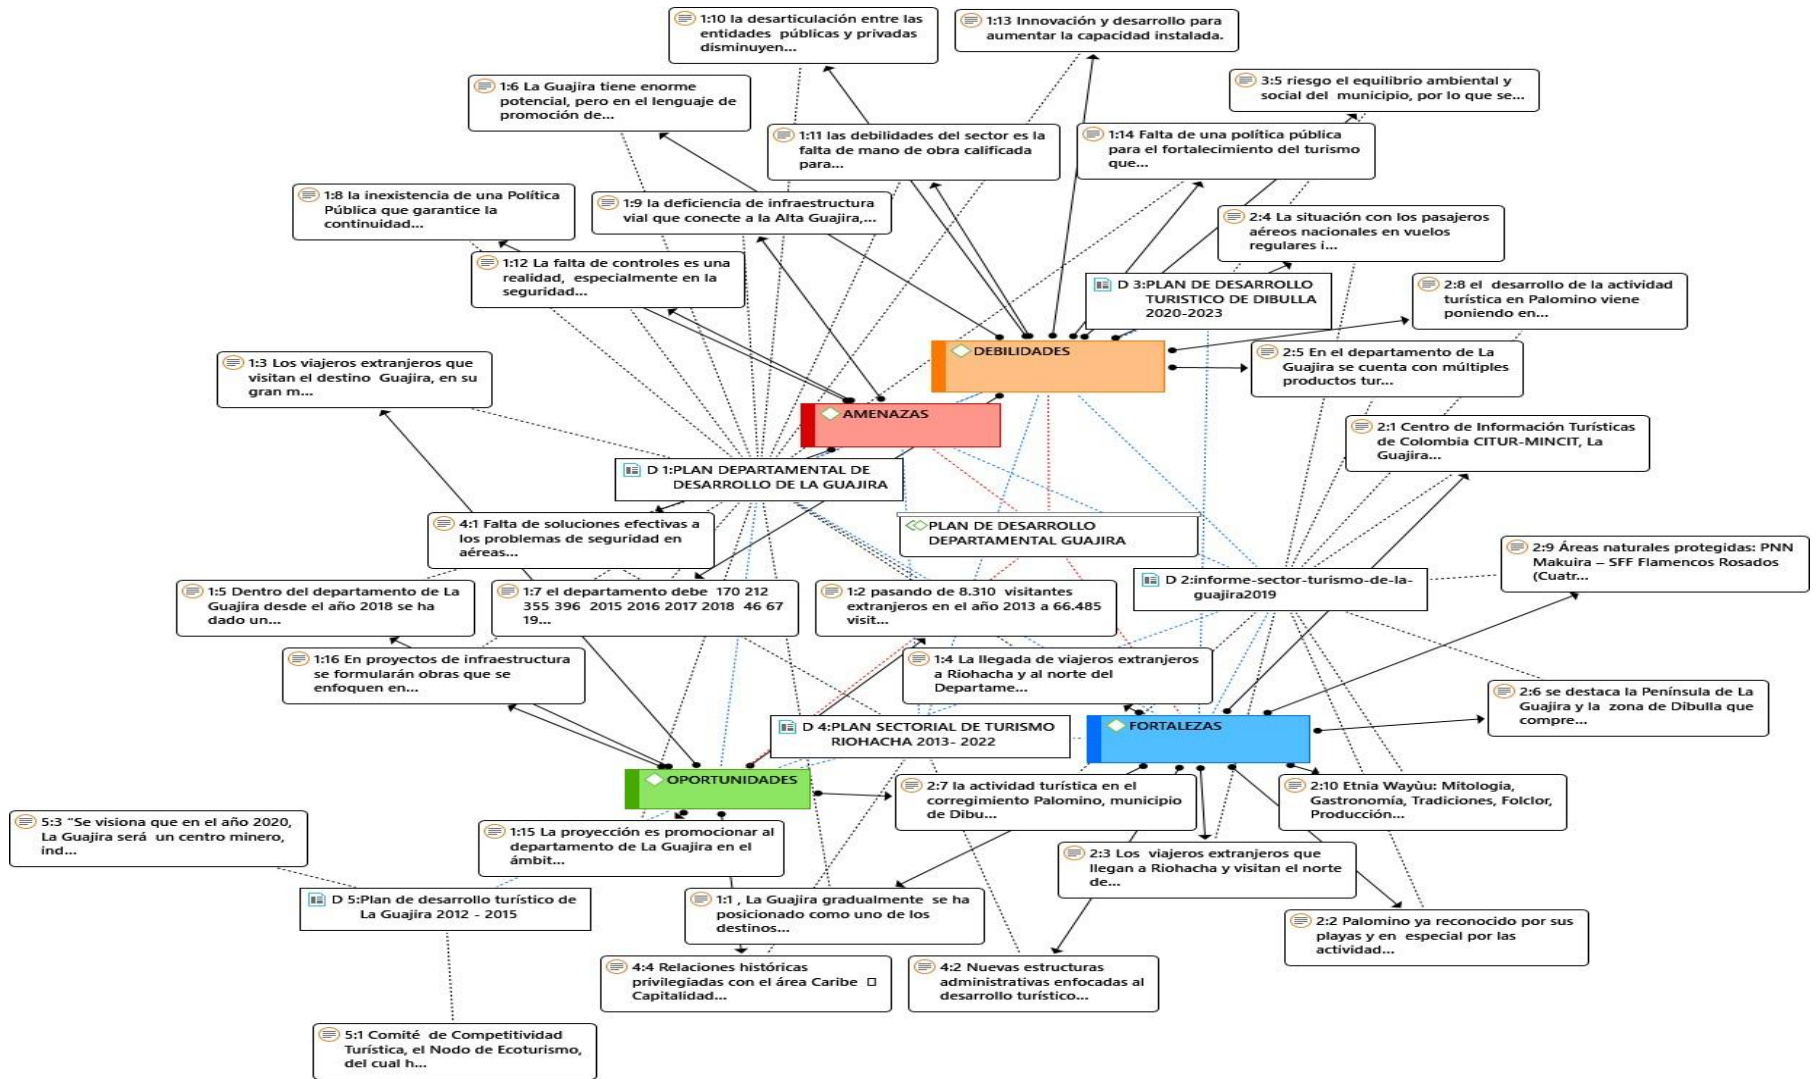 1:10 la desarticulación entre las
entidades públicas y privadas
disminuyen...
1:13 Innovación y desarrollo para
aumentar la capacidad instalada.
1:6 La Guajira tiene enorme
potencial, pero en el lenguaje de
promoción de...
3:5 riesgo el equilibrio ambiental y
social del municipio, por lo que se...
1:11 las debilidades del sector es la
falta de mano de obra calificada
para...
1:14 Falta de una política pública
para el fortalecimiento del turismo
que...
1:8 la inexistencia de una Política
Pública que garantice la
continuidad...
1:9 la deficiencia de infraestructura
vial que conecte a la Alta Guajira,...
2:4 La situación con los pasajeros
aéreos nacionales en vuelos
regulares i...
1:12 La falta de controles es una
realidad, especialmente en la
seguridad...
D 3:PLAN DE DESARROLLO
TURISTICO DE DIBULLA
2020-2023
2:8 el desarrollo de la actividad
turística en Palomino viene
poniendo en...
DEBILIDADES
2:5 En el departamento de La
Guajira se cuenta con múltiples
productos tur...
1:3 Los viajeros extranjeros que
visitan el destino Guajira, en su
gran m...
AMENAZAS
2:1 Centro de Información Turísticas
de Colombia CITUR-MINCIT, La
Guajira...
D 1:PLAN DEPARTAMENTAL DE
DESARROLLO DE LA GUAJIRA
4:1 Falta de soluciones efectivas a
los problemas de seguridad en
aéreas...
PLAN DE DESARROLLO
DEPARTAMENTAL GUAJIRA
2:9 Áreas naturales protegidas: PNN
Makuira – SFF Flamencos Rosados
(Cuatr...
D 2:informe-sector-turismo-de-la-
guajira2019
1:5 Dentro del departamento de La
Guajira desde el año 2018 se ha
dado un...
1:7 el departamento debe 170 212
355 396 2015 2016 2017 2018 46 67
19...
1:2 pasando de 8.310 visitantes
extranjeros en el año 2013 a 66.485
visit...
1:16 En proyectos de infraestructura
se formularán obras que se
enfoquen en...
1:4 La llegada de viajeros extranjeros
a Riohacha y al norte del
Departame...
2:6 se destaca la Península de La
Guajira y la zona de Dibulla que
compre...
D 4:PLAN SECTORIAL DE TURISMO
RIOHACHA 2013- 2022
FORTALEZAS
OPORTUNIDADES
2:7 la actividad turística en el
corregimiento Palomino, municipio
de Dibu...
2:10 Etnia Wayùu: Mitologia,
Gastronomía, Tradiciones, Folclor,
Producción...
5:3 “Se visiona que en el año 2020,
La Guajira será un centro minero,
ind...
1:15 La proyección es promocionar al
departamento de La Guajira en el
ámbit...
2:3 Los viajeros extranjeros que
llegan a Riohacha y visitan el norte
de...
D 5:Plan de desarrollo turístico de
La Guajira 2012 - 2015
1:1 , La Guajira gradualmente se ha
posicionado como uno de los
destinos...
2:2 Palomino ya reconocido por sus
playas y en especial por las
actividad...
4:4 Relaciones históricas
privilegiadas con el área Caribe □
Capitalidad...
4:2 Nuevas estructuras
administrativas enfocadas al
desarrollo turístico...
5:1 Comité de Competitividad
Turística, el Nodo de Ecoturismo,
del cual h...